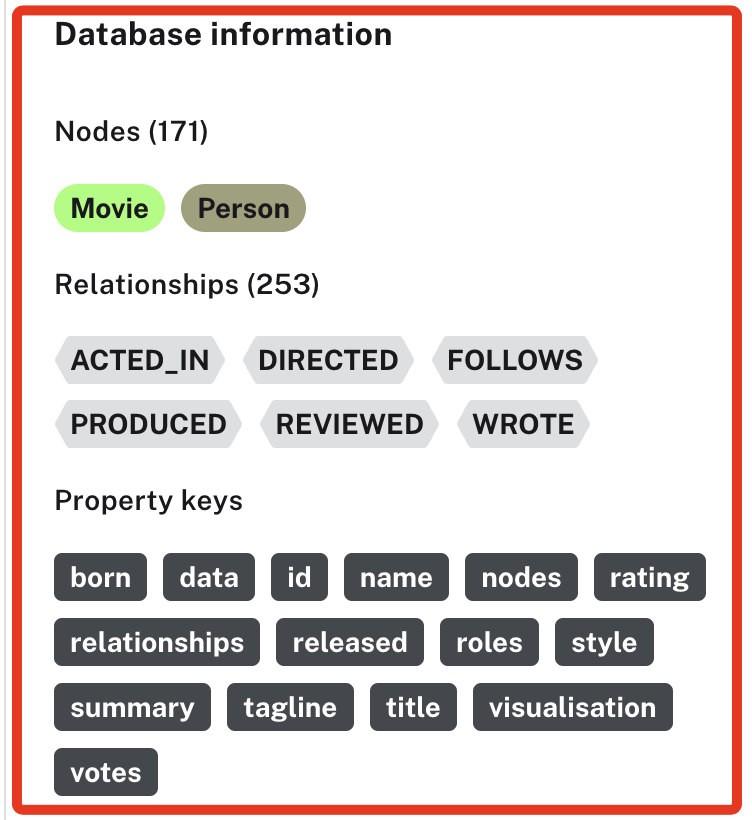 Database information
Nodes (171)
Movie Person
Relationships (253)
ACTED_IN DIRECTED FOLLOWS
PRODUCED REVIEWED WROTE
Property keys
born data id name nodes rating
relationships released roles style
summary tagline title visualisation
votes